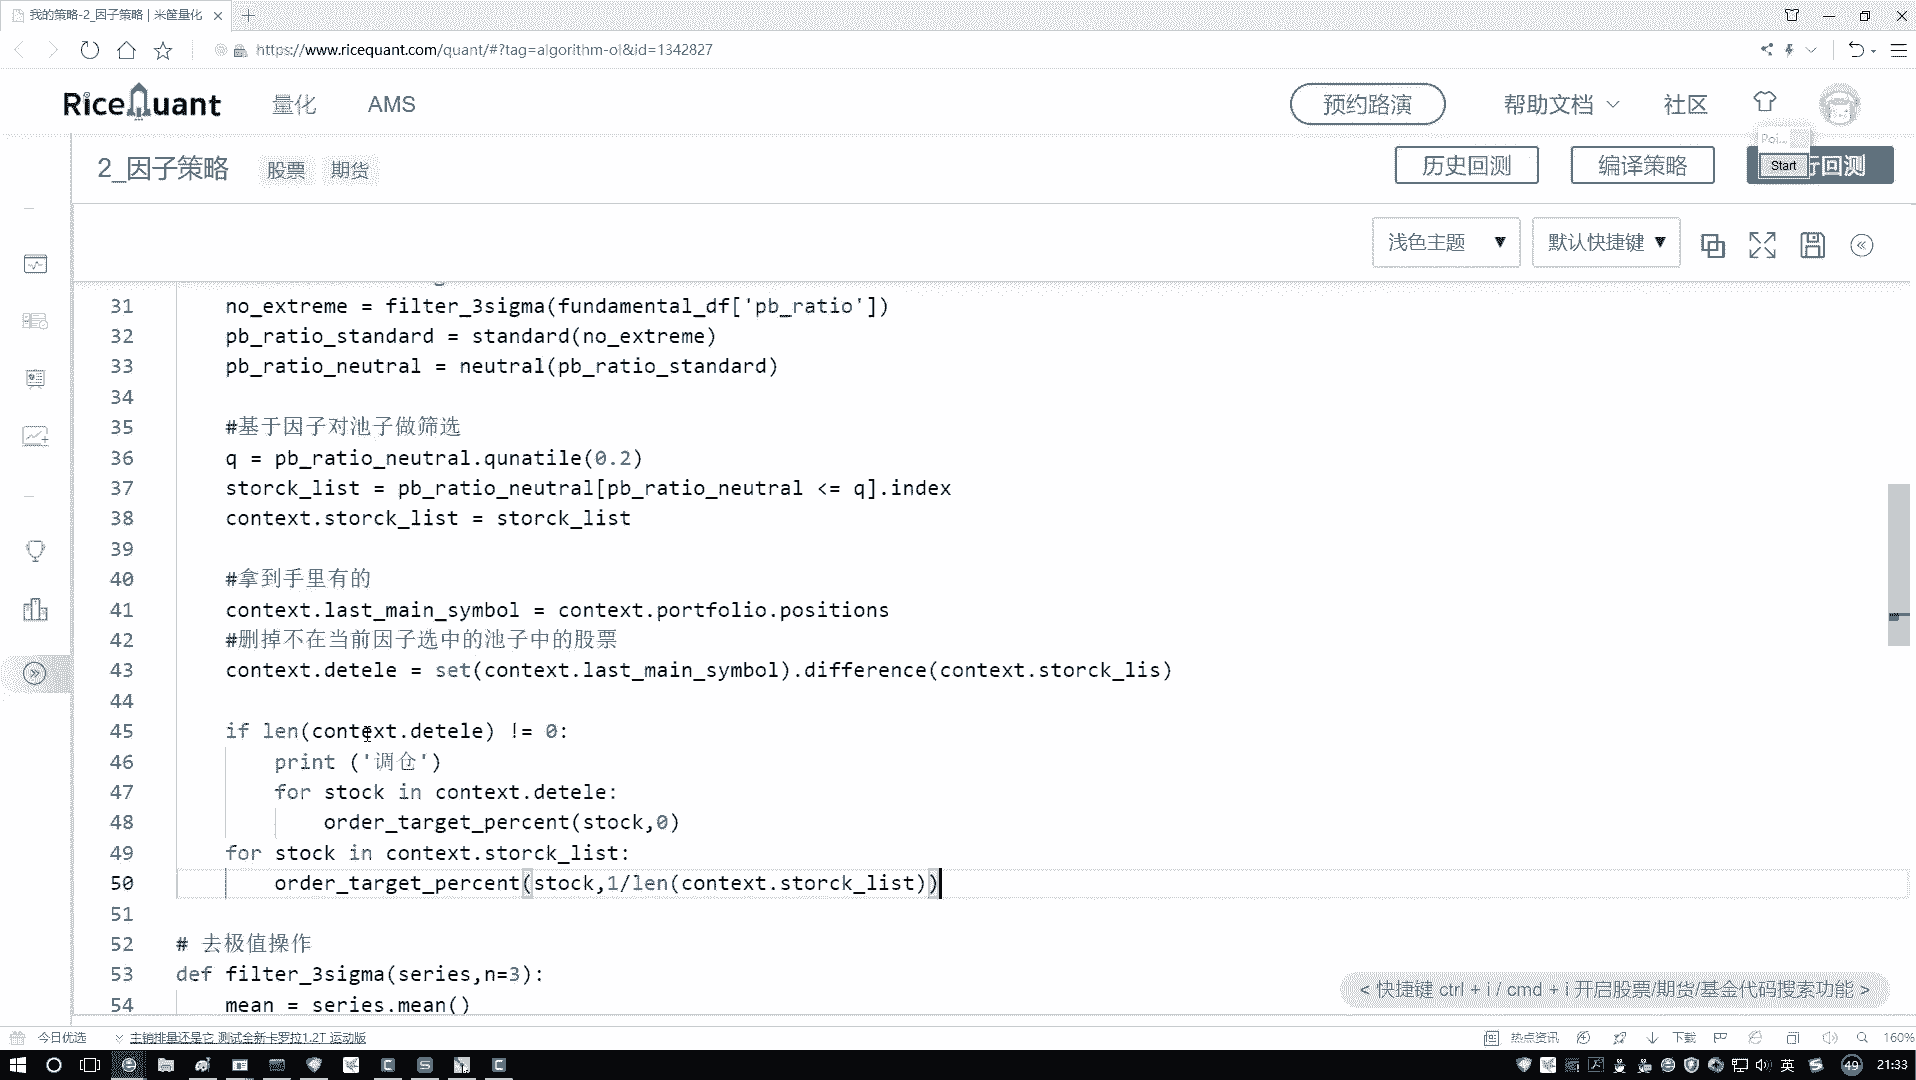 我的策略-2_因子策略 | 米筐量化
https://www.ricequant.com/quant/#?tag=algorithm-ol&id=1342827
RiceQuant 量化 AMS 预约路演 帮助文档 社区
Poi...
Start
2_因子策略 股票 期货 历史回测 编译策略 行回测
浅色主题 默认快捷键
31 no_extreme = filter_3sigma(fundamental_df['pb_ratio'])
32 pb_ratio_standard = standard(no_extreme)
33 pb_ratio_neutral = neutral(pb_ratio_standard)
34
35 #基于因子对池子做筛选
36 q = pb_ratio_neutral.qunatile(0.2)
37 storck_list = pb_ratio_neutral[pb_ratio_neutral <= q].index
38 context.storck_list = storck_list
39
40 #拿到手里有的
41 context.last_main_symbol = context.portfolio.positions
42 #删掉不在当前因子选中的池子中的股票
43 context.detele = set(context.last_main_symbol).difference(context.storck_lis)
44
45 if len(context.detele) != 0:
46 print ('调仓')
47 for stock in context.detele:
48 order_target_percent(stock,0)
49 for stock in context.storck_list:
50 order_target_percent(stock,1/len(context.storck_list))
51
52 # 去极值操作
53 def filter_3sigma(series,n=3):
54 mean = series.mean()
< 快捷键 ctrl + i / cmd + i 开启股票/期货/基金代码搜索功能 >
今日优选 主销排量还是它 测试全新卡罗拉1.2T 运动版 热点资讯 下载 160%
英 49 21:33